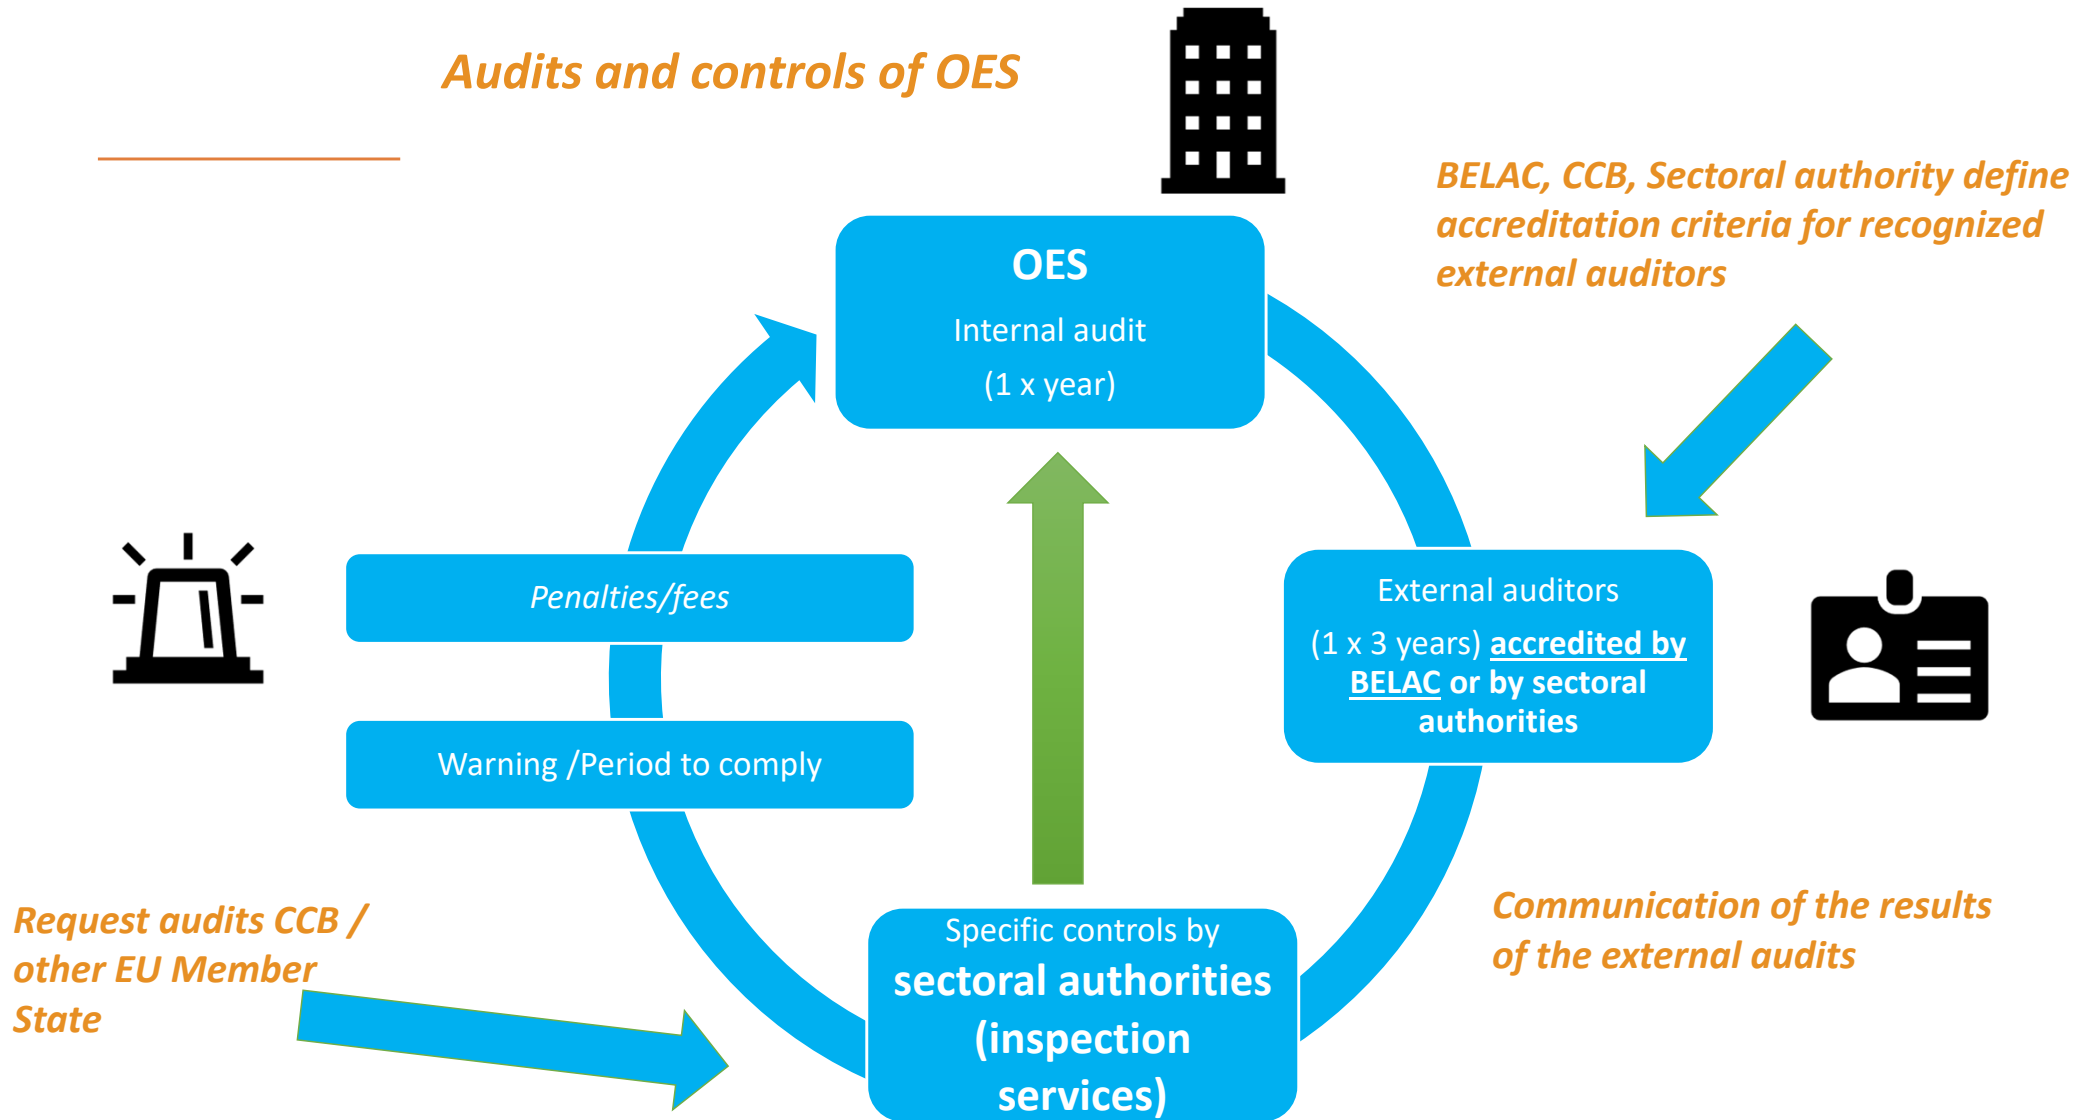 Audits and controls of OES
BELAC, CCB, Sectoral authority define
accreditation criteria for recognized
external auditors
OES
Internal audit
(1 x year)
External auditors
(1 x 3 years) accredited by
BELAC or by sectoral
authorities
Penalties/fees
Warning /Period to comply
Request audits CCB /
other EU Member
State
Communication of the results
of the external audits
Specific controls by
sectoral authorities
(inspection
services)